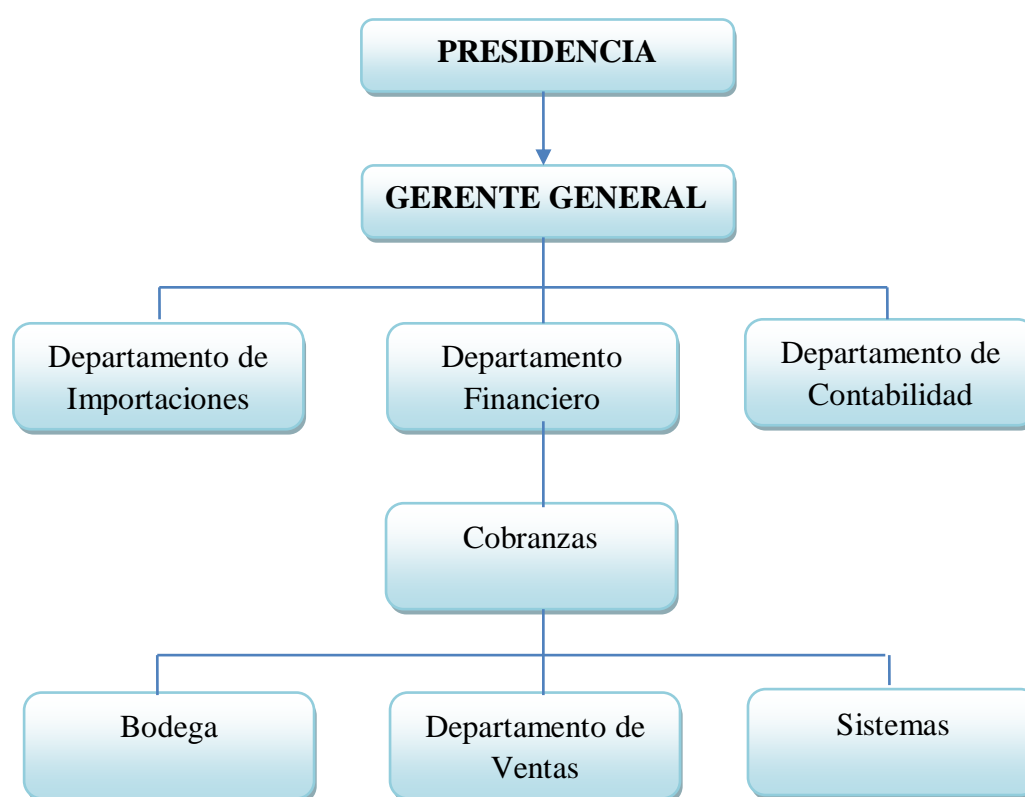 PRESIDENCIA
GERENTE GENERAL
Departamento de
Importaciones
Departamento
Financiero
Departamento de
Contabilidad
Cobranzas
Bodega
Departamento de
Ventas
Sistemas